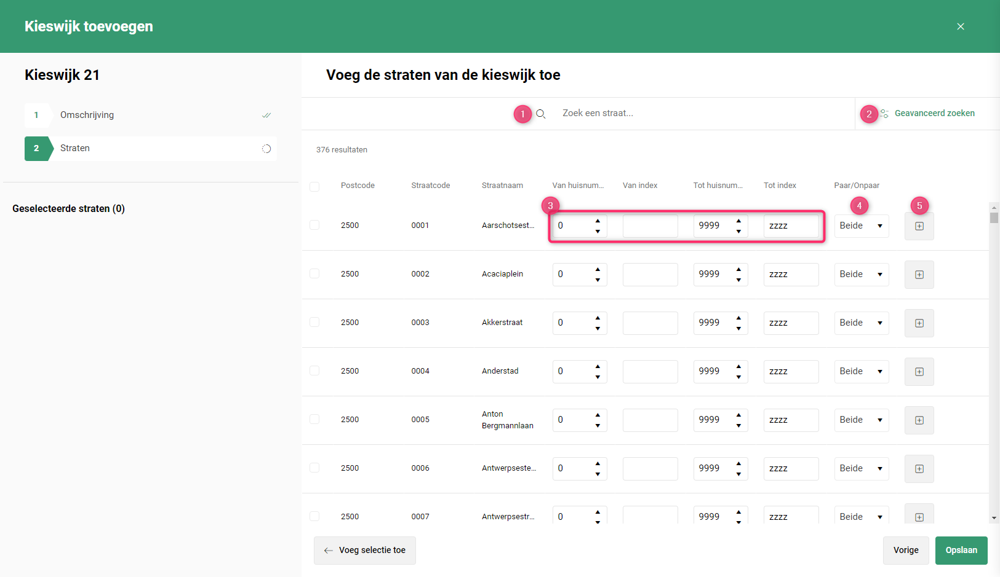 Kieswijk toevoegen
Kieswijk 21
1 Omschrijving
2 Straten
Geselecteerde straten (0)
Voeg de straten van de kieswijk toe
1 Zoek een straat... 2 Geavanceerd zoeken
376 resultaten
Postcode Straatcode Straatnaam Van huisnum... Van index Tot huisnum... Tot index Paar/Onpaar
3 4 5
2500 0001 Aarschotsest... 0 9999 zzzz Beide
2500 0002 Acaciaplein 0 9999 zzzz Beide
2500 0003 Akkerstraat 0 9999 zzzz Beide
2500 0004 Anderstad 0 9999 zzzz Beide
2500 0005 Anton Bergmannlaan 0 9999 zzzz Beide
2500 0006 Antwerpseste... 0 9999 zzzz Beide
2500 0007 Antwerpsestr... 0 9999 zzzz Beide
Voeg selectie toe Vorige Opslaan